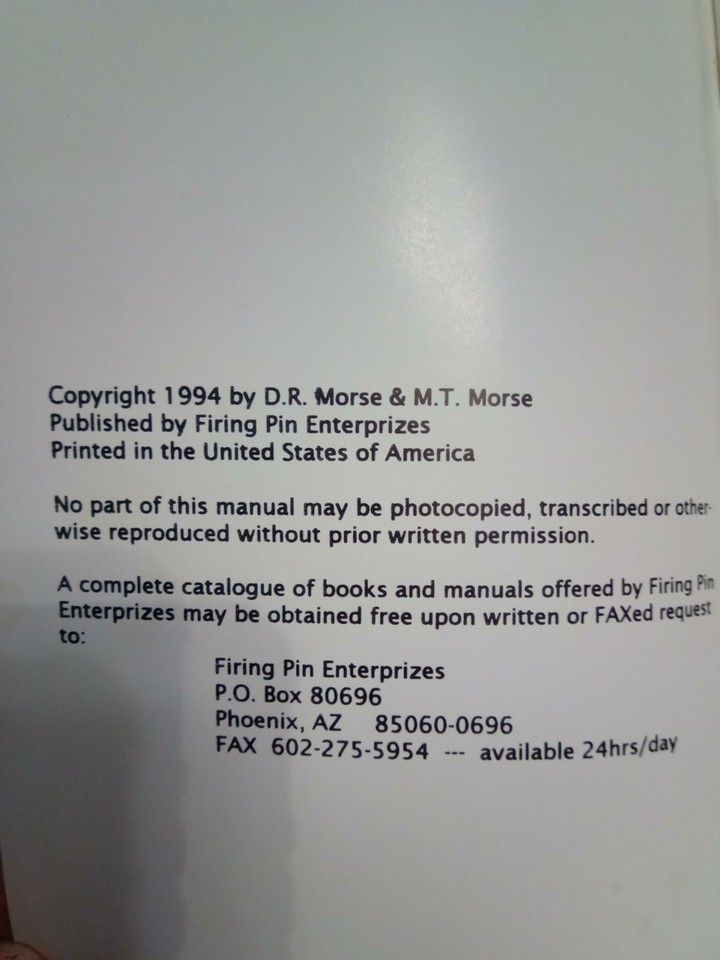 Copyright 1994 by D.R. Morse & M.T. Morse
Published by Firing Pin Enterprizes
Printed in the United States of America
No part of this manual may be photocopied, transcribed or other-
wise reproduced without prior written permission.
A complete catalogue of books and manuals offered by Firing Pin
Enterprizes may be obtained free upon written or FAXed request
to:
Firing Pin Enterprizes
P.O. Box 80696
Phoenix, AZ 85060-0696
FAX 602-275-5954 --- available 24hrs/day